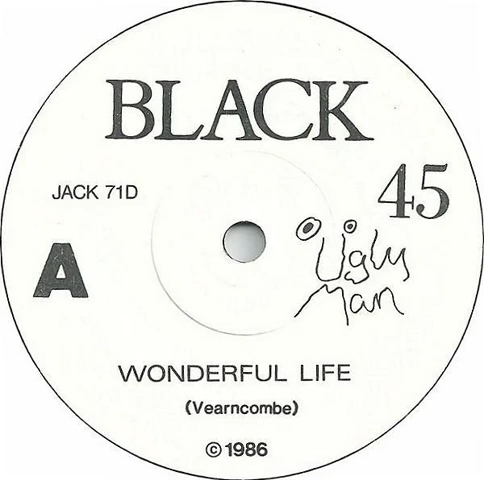 BLACK
JACK 71D
45
A
Ugly
Man
WONDERFUL LIFE
(Vearncombe)
© 1986